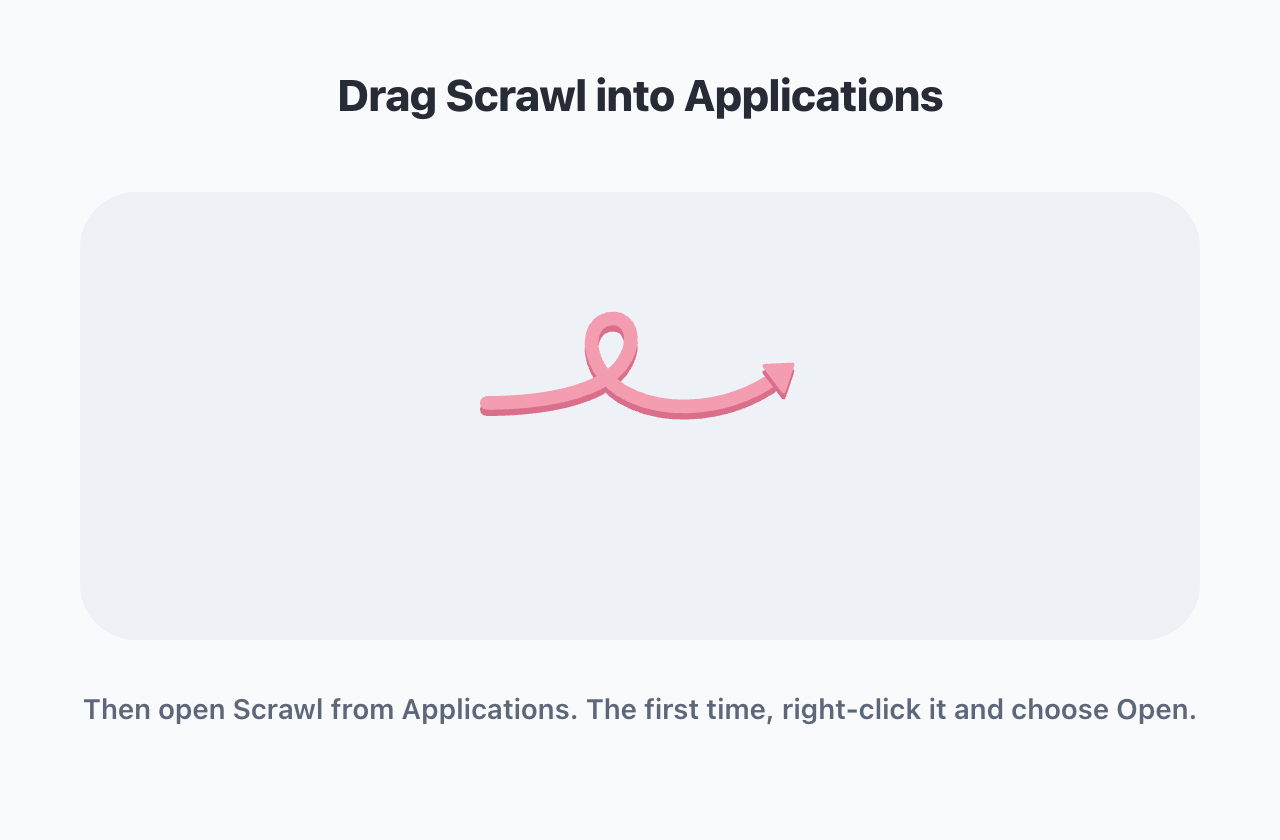 Drag Scrawl into Applications
Then open Scrawl from Applications. The first time, right-click it and choose Open.